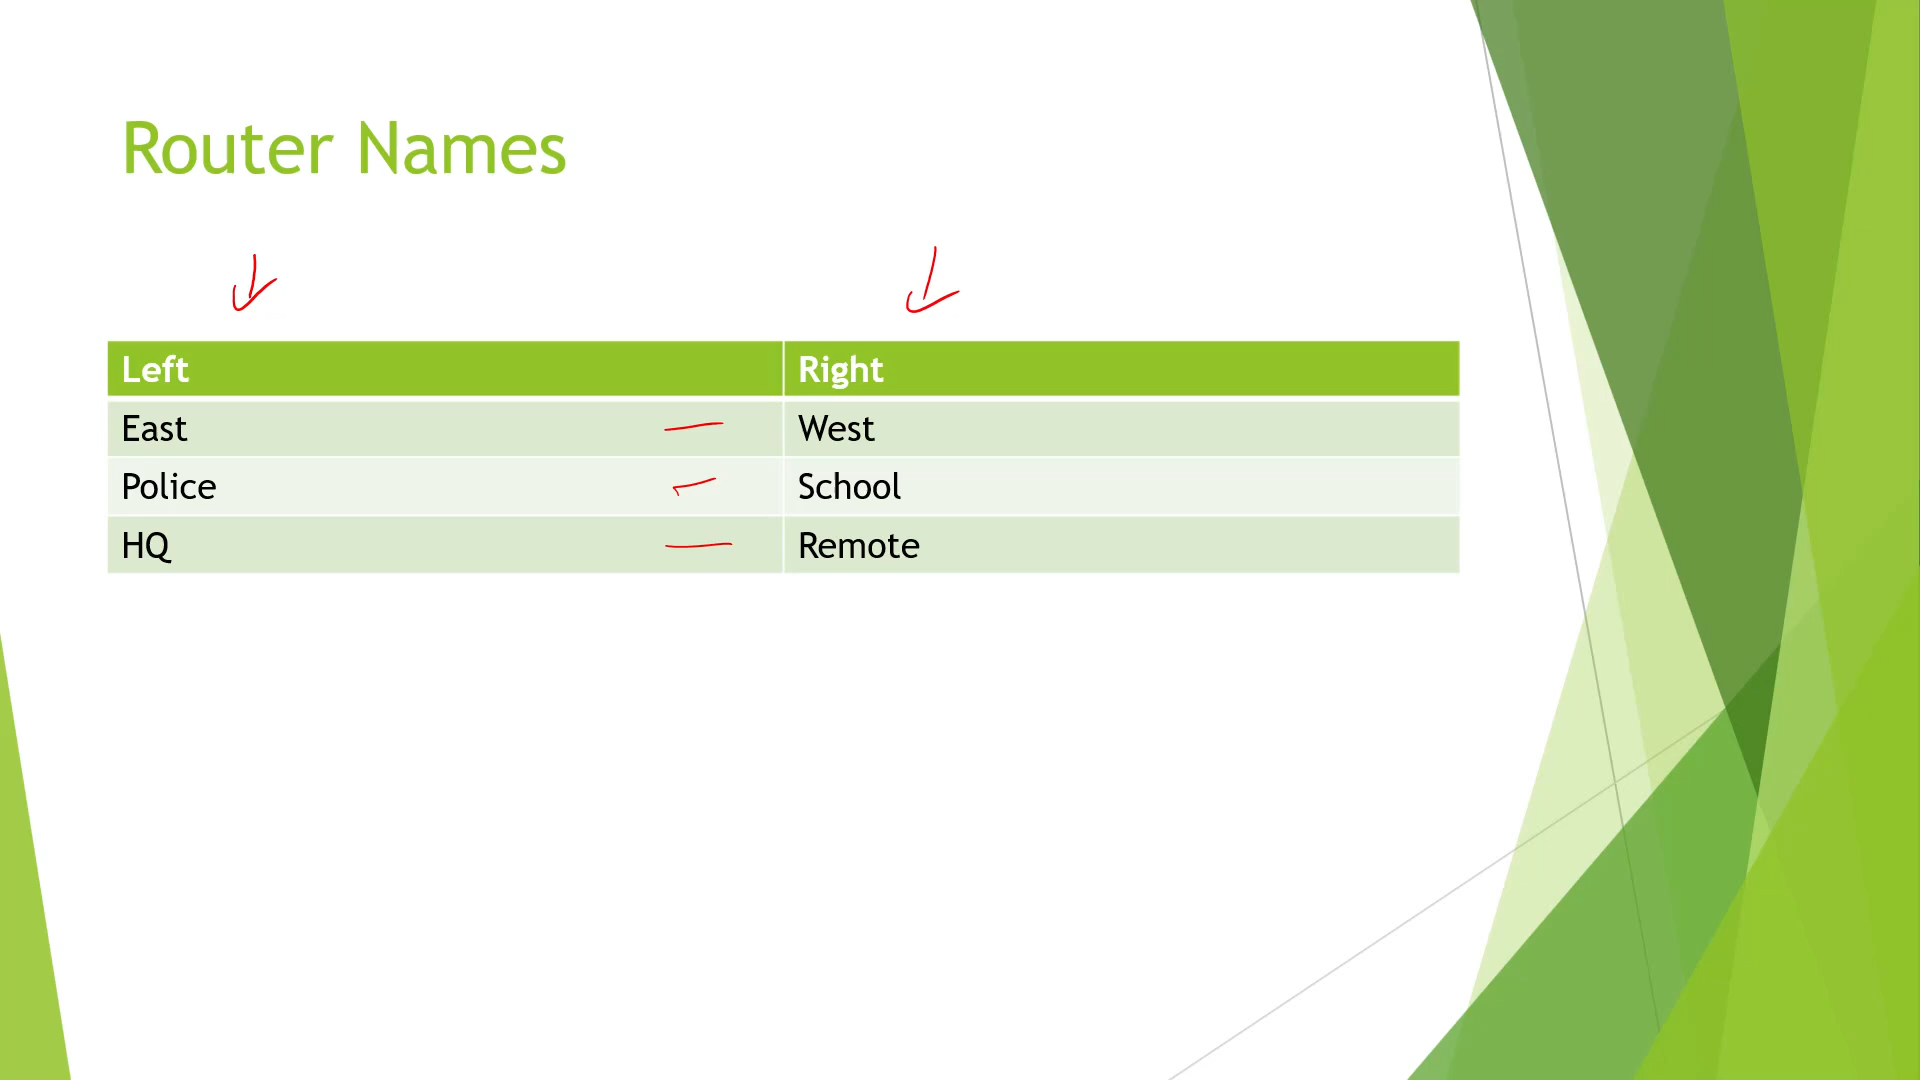 Router Names
Left Right
East West
Police School
HQ Remote